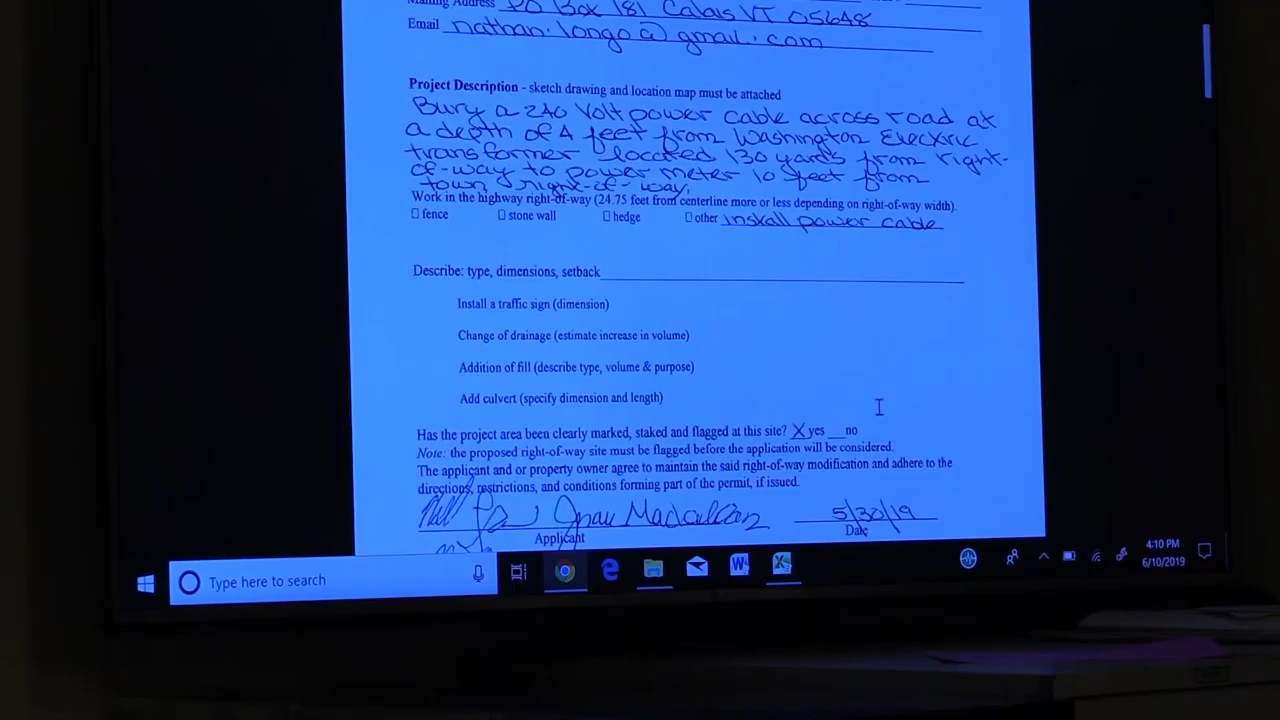 Mailing Address PO Box 181 Calais VT 05648
Email nathan.longo@gmail.com
Project Description - sketch drawing and location map must be attached
Bury a 240 Volt power cable across road at
a depth of 4 feet from Washington Electric
transformer located 130 yards from right-
of-way to power meter 10 feet from
town right-of-way.
Work in the highway right-of-way (24.75 feet from centerline more or less depending on right-of-way width).
□ fence □ stone wall □ hedge □ other install power cable
Describe: type, dimensions, setback
Install a traffic sign (dimension)
Change of drainage (estimate increase in volume)
Addition of fill (describe type, volume & purpose)
Add culvert (specify dimension and length)
Has the project area been clearly marked, staked and flagged at this site? X yes __no
Note: the proposed right-of-way site must be flagged before the application will be considered.
The applicant and or property owner agree to maintain the said right-of-way modification and adhere to the
directions, restrictions, and conditions forming part of the permit, if issued.
5/30/19
Applicant Date
Type here to search
4:10 PM
6/10/2019